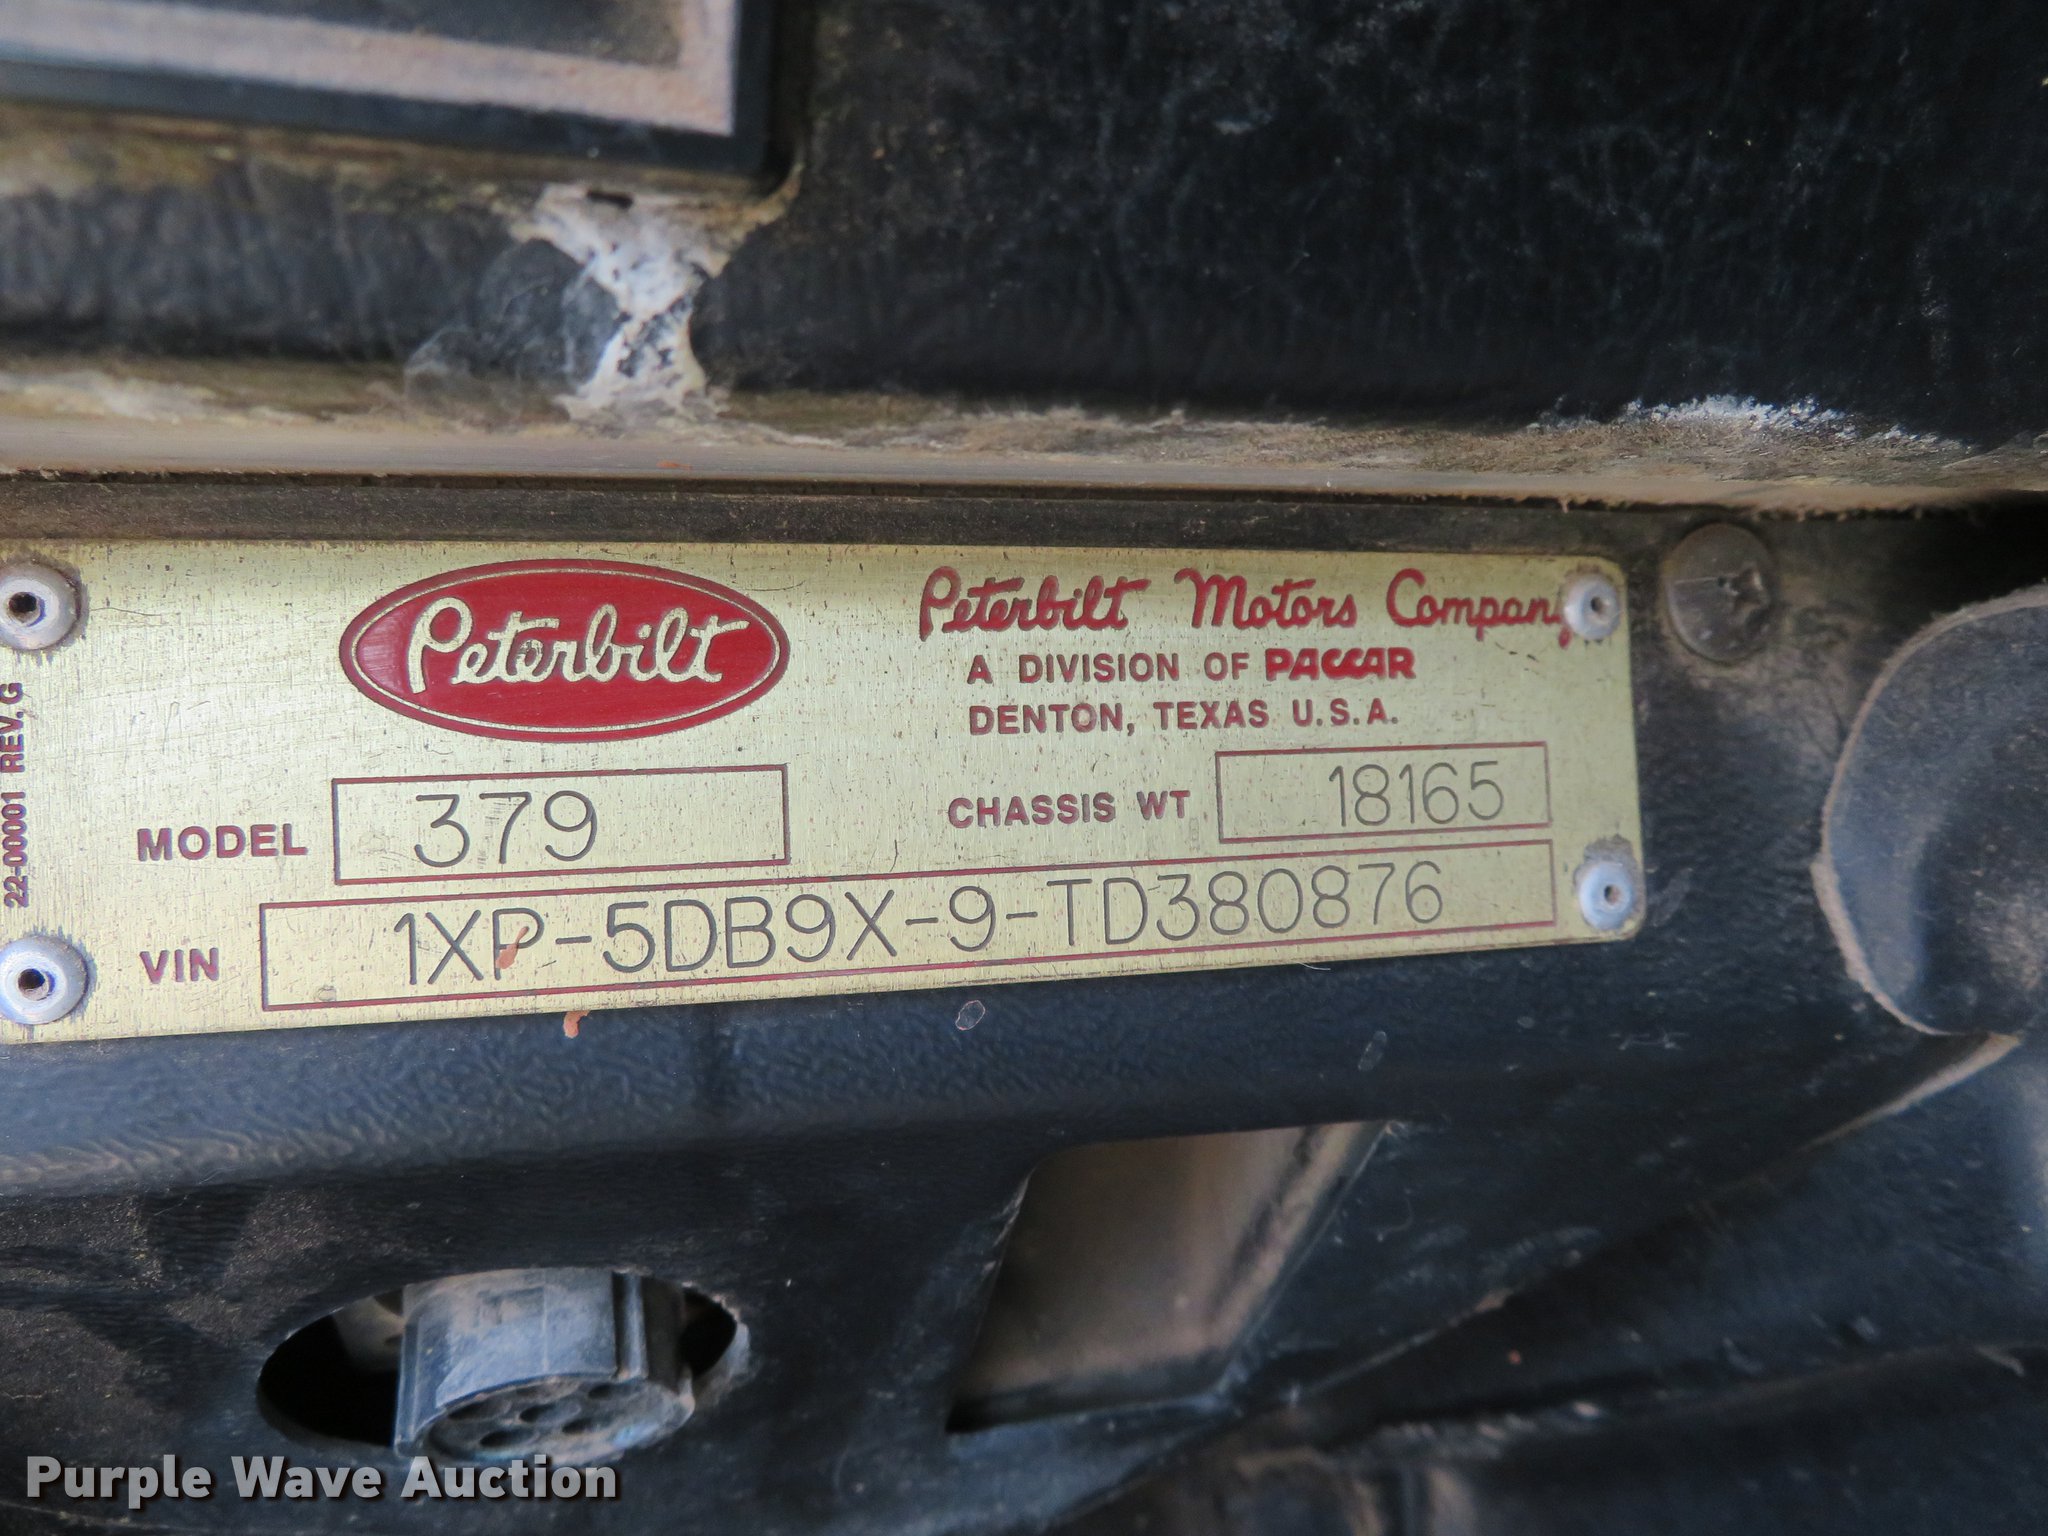 Peterbilt
Peterbilt Motors Company
A DIVISION OF PACCAR
DENTON, TEXAS U.S.A.
22-00001 REV. G
MODEL 379
CHASSIS WT 18165
VIN 1XP-5DB9X-9-TD380876
Purple Wave Auction